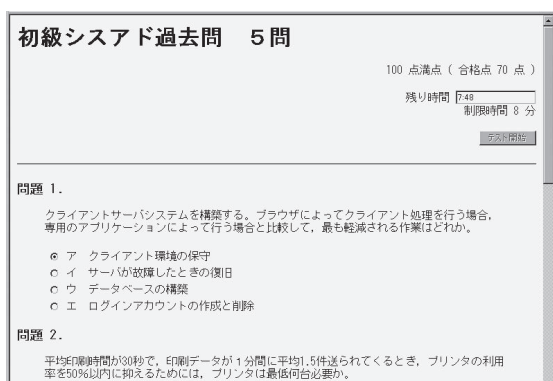 初級シスアド過去問　5問
100 点満点 ( 合格点 70 点 )
残り時間 7:48
制限時間 8 分
テスト開始
問題 1.
クライアントサーバシステムを構築する。ブラウザによってクライアント処理を行う場合,
専用のアプリケーションによって行う場合と比較して, 最も軽減される作業はどれか。
ア クライアント環境の保守
イ サーバが故障したときの復旧
ウ データベースの構築
エ ログインアカウントの作成と削除
問題 2.
平均印刷時間が30秒で, 印刷データが１分間に平均1.5件送られてくるとき, プリンタの利用
率を50%以内に抑えるためには, プリンタは最低何台必要か。